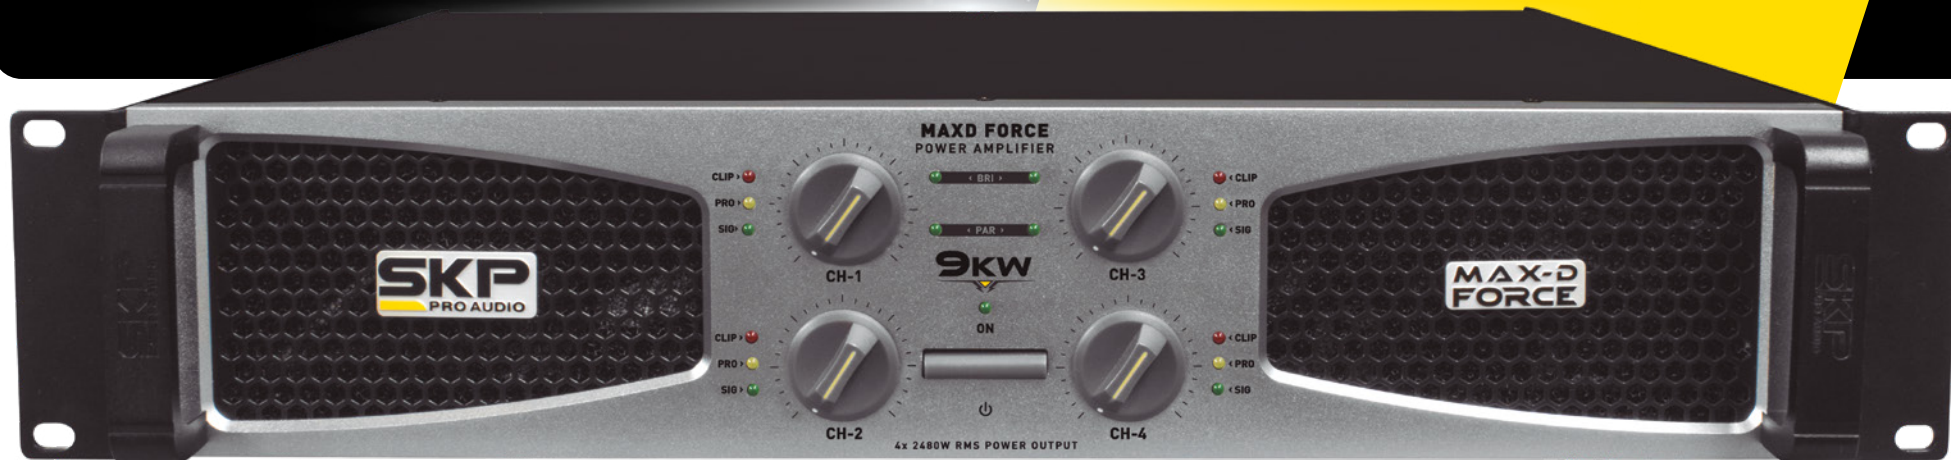 MAXD FORCE
POWER AMPLIFIER
CLIP
PRO
SIG
CH-1
‹ BRI ›
‹ PAR ›
9KW
ON
CLIP
PRO
SIG
CH-3
SKP
PRO AUDIO
MAX-D
FORCE
CLIP
PRO
SIG
CH-2
CLIP
PRO
SIG
CH-4
4x 2480W RMS POWER OUTPUT
SKP
SKP